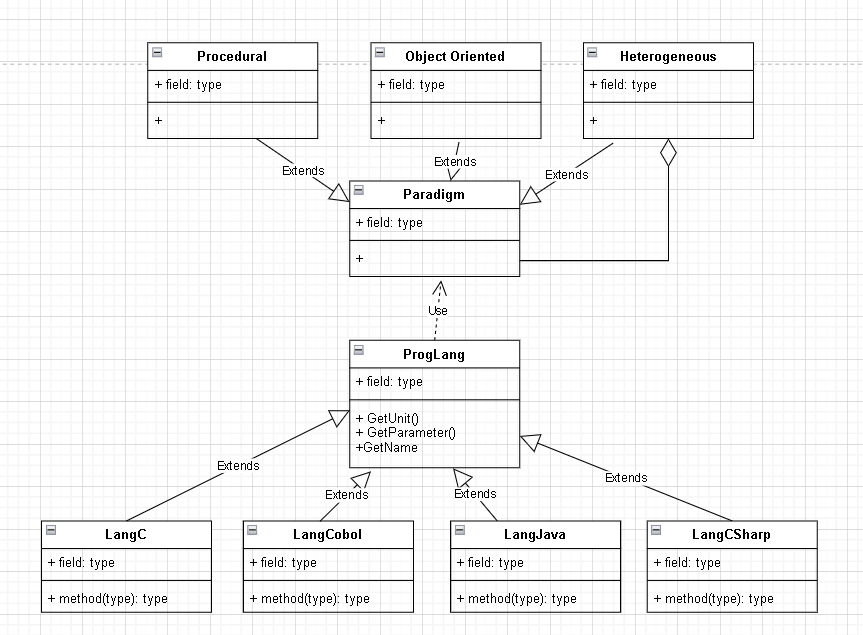 Procedural
+ field: type
+
Object Oriented
+ field: type
+
Heterogeneous
+ field: type
+
Extends
Extends
Extends
Paradigm
+ field: type
+
Use
ProgLang
+ field: type
+ GetUnit()
+ GetParameter()
+GetName
Extends
Extends
Extends
Extends
LangC
+ field: type
+ method(type): type
LangCobol
+ field: type
+ method(type): type
LangJava
+ field: type
+ method(type): type
LangCSharp
+ field: type
+ method(type): type